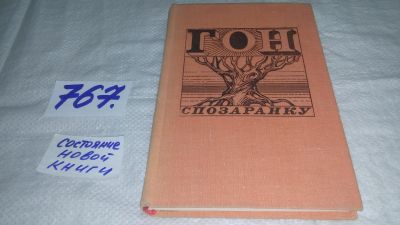 ГОН
СПОЗАРАНКУ
767.
СОСТОЯНИЕ
НОВОЙ
КНИГИ